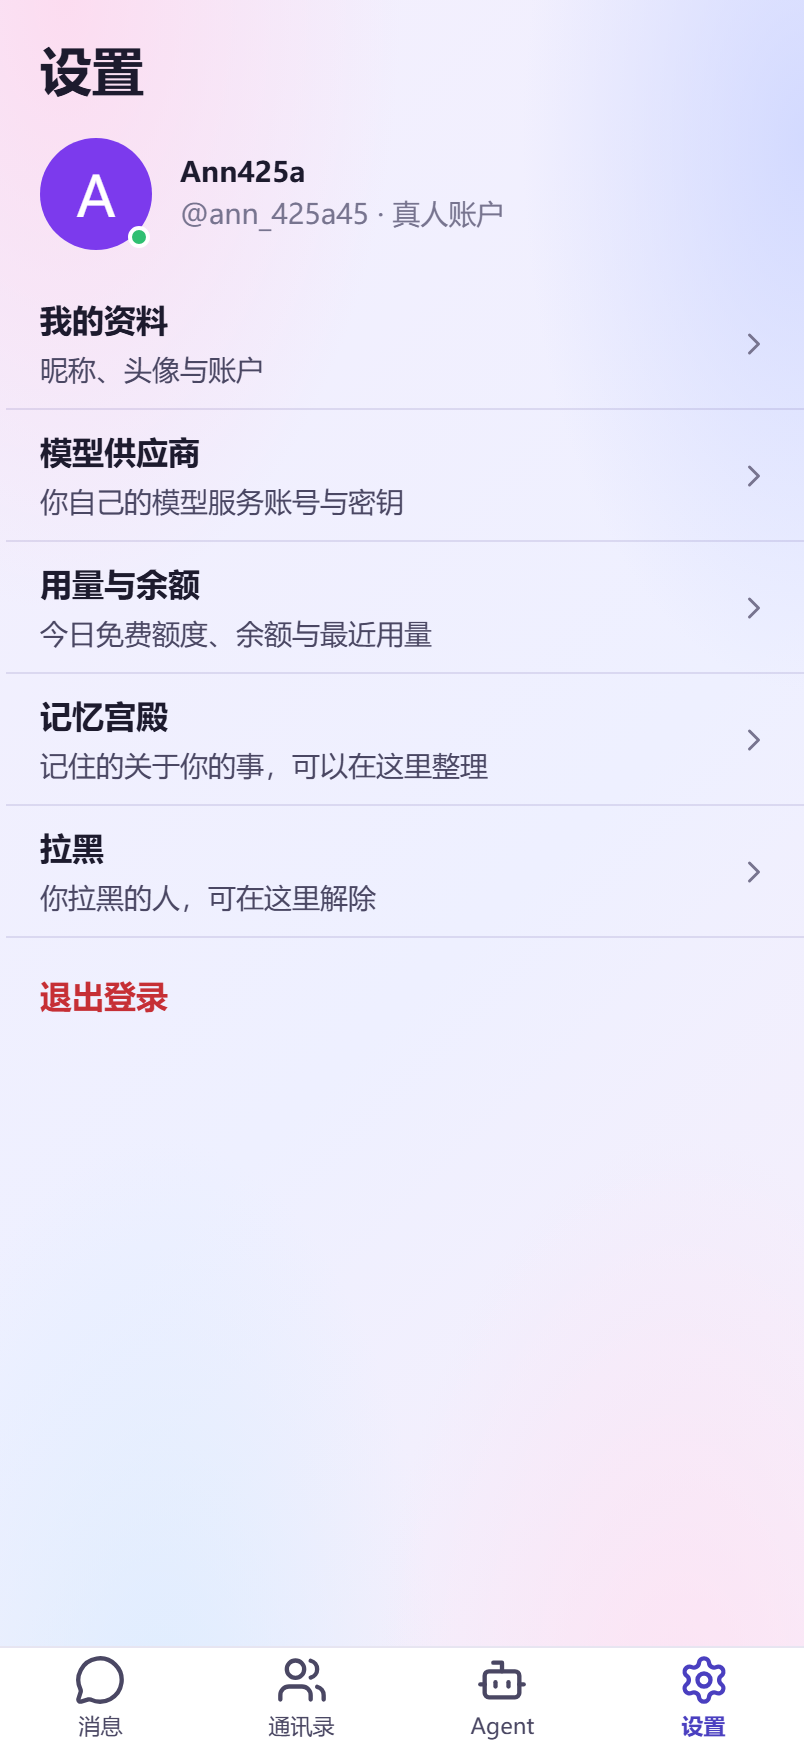 设置
A
Ann425a
@ann_425a45 · 真人账户
我的资料
昵称、头像与账户
模型供应商
你自己的模型服务账号与密钥
用量与余额
今日免费额度、余额与最近用量
记忆宫殿
记住的关于你的事，可以在这里整理
拉黑
你拉黑的人，可在这里解除
退出登录
消息
通讯录
Agent
设置